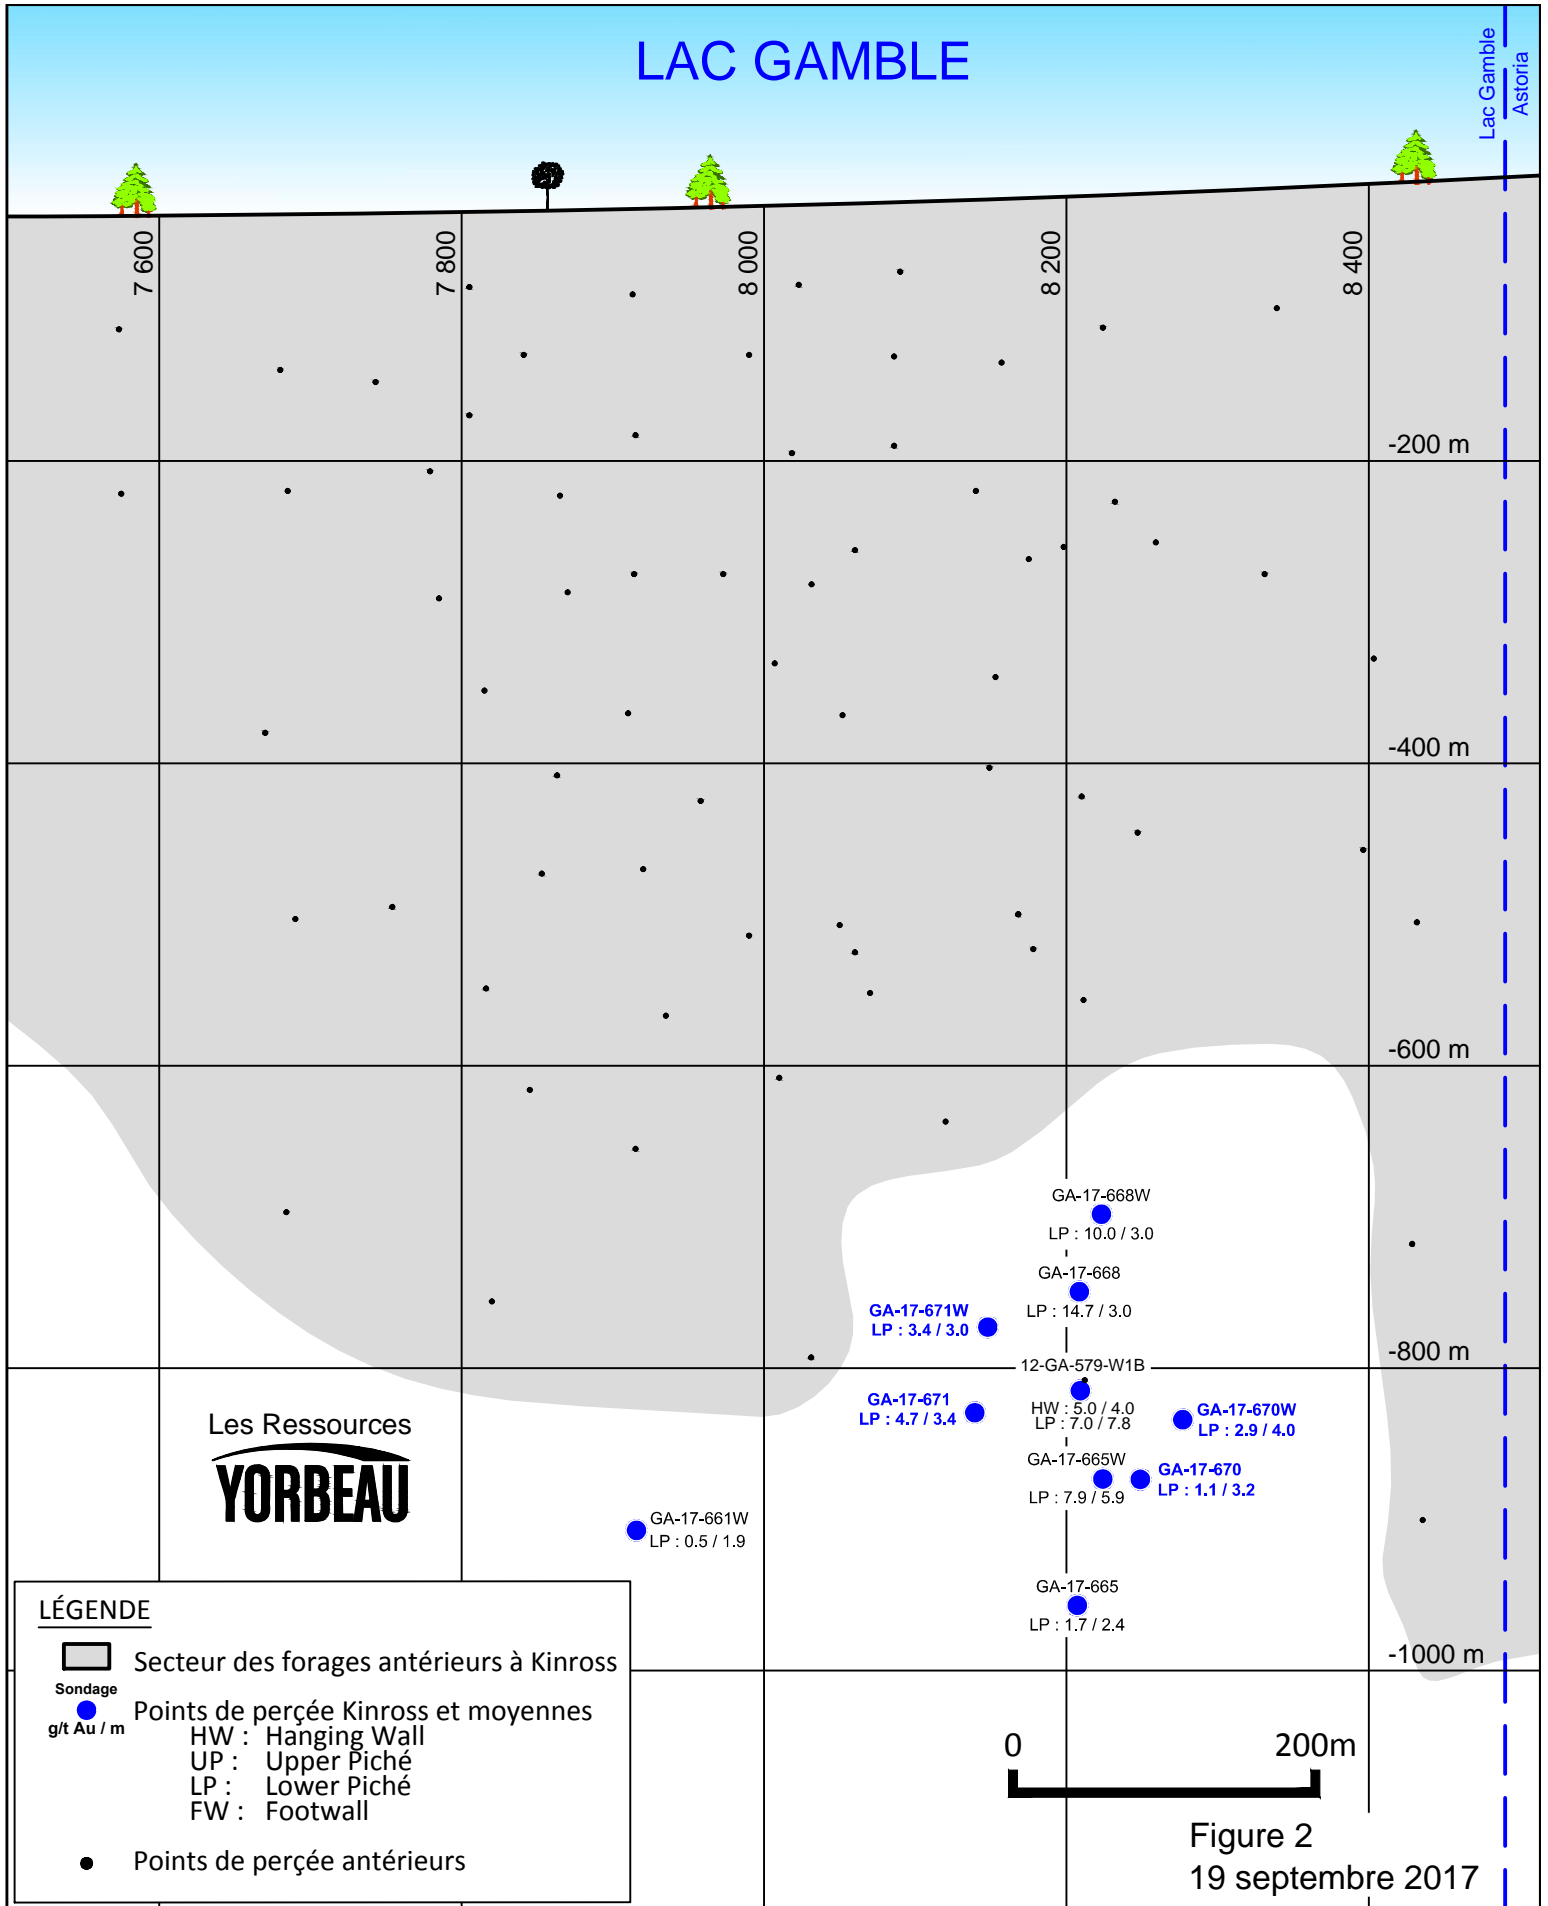 LAC GAMBLE
Lac Gamble
Astoria
7 600
7 800
8 000
8 200
8 400
-200 m
-400 m
-600 m
GA-17-668W
LP : 10.0 / 3.0
GA-17-668
LP : 14.7 / 3.0
GA-17-671W
LP : 3.4 / 3.0
-800 m
12-GA-579-W1B
HW : 5.0 / 4.0
LP : 7.0 / 7.8
GA-17-671
LP : 4.7 / 3.4
GA-17-670W
LP : 2.9 / 4.0
GA-17-665W
LP : 7.9 / 5.9
GA-17-670
LP : 1.1 / 3.2
Les Ressources
YORBEAU
GA-17-661W
LP : 0.5 / 1.9
GA-17-665
LP : 1.7 / 2.4
-1000 m
LÉGENDE
Secteur des forages antérieurs à Kinross
Sondage
g/t Au / m
Points de perçée Kinross et moyennes
HW : Hanging Wall
UP : Upper Piché
LP : Lower Piché
FW : Footwall
Points de perçée antérieurs
0 200m
Figure 2
19 septembre 2017